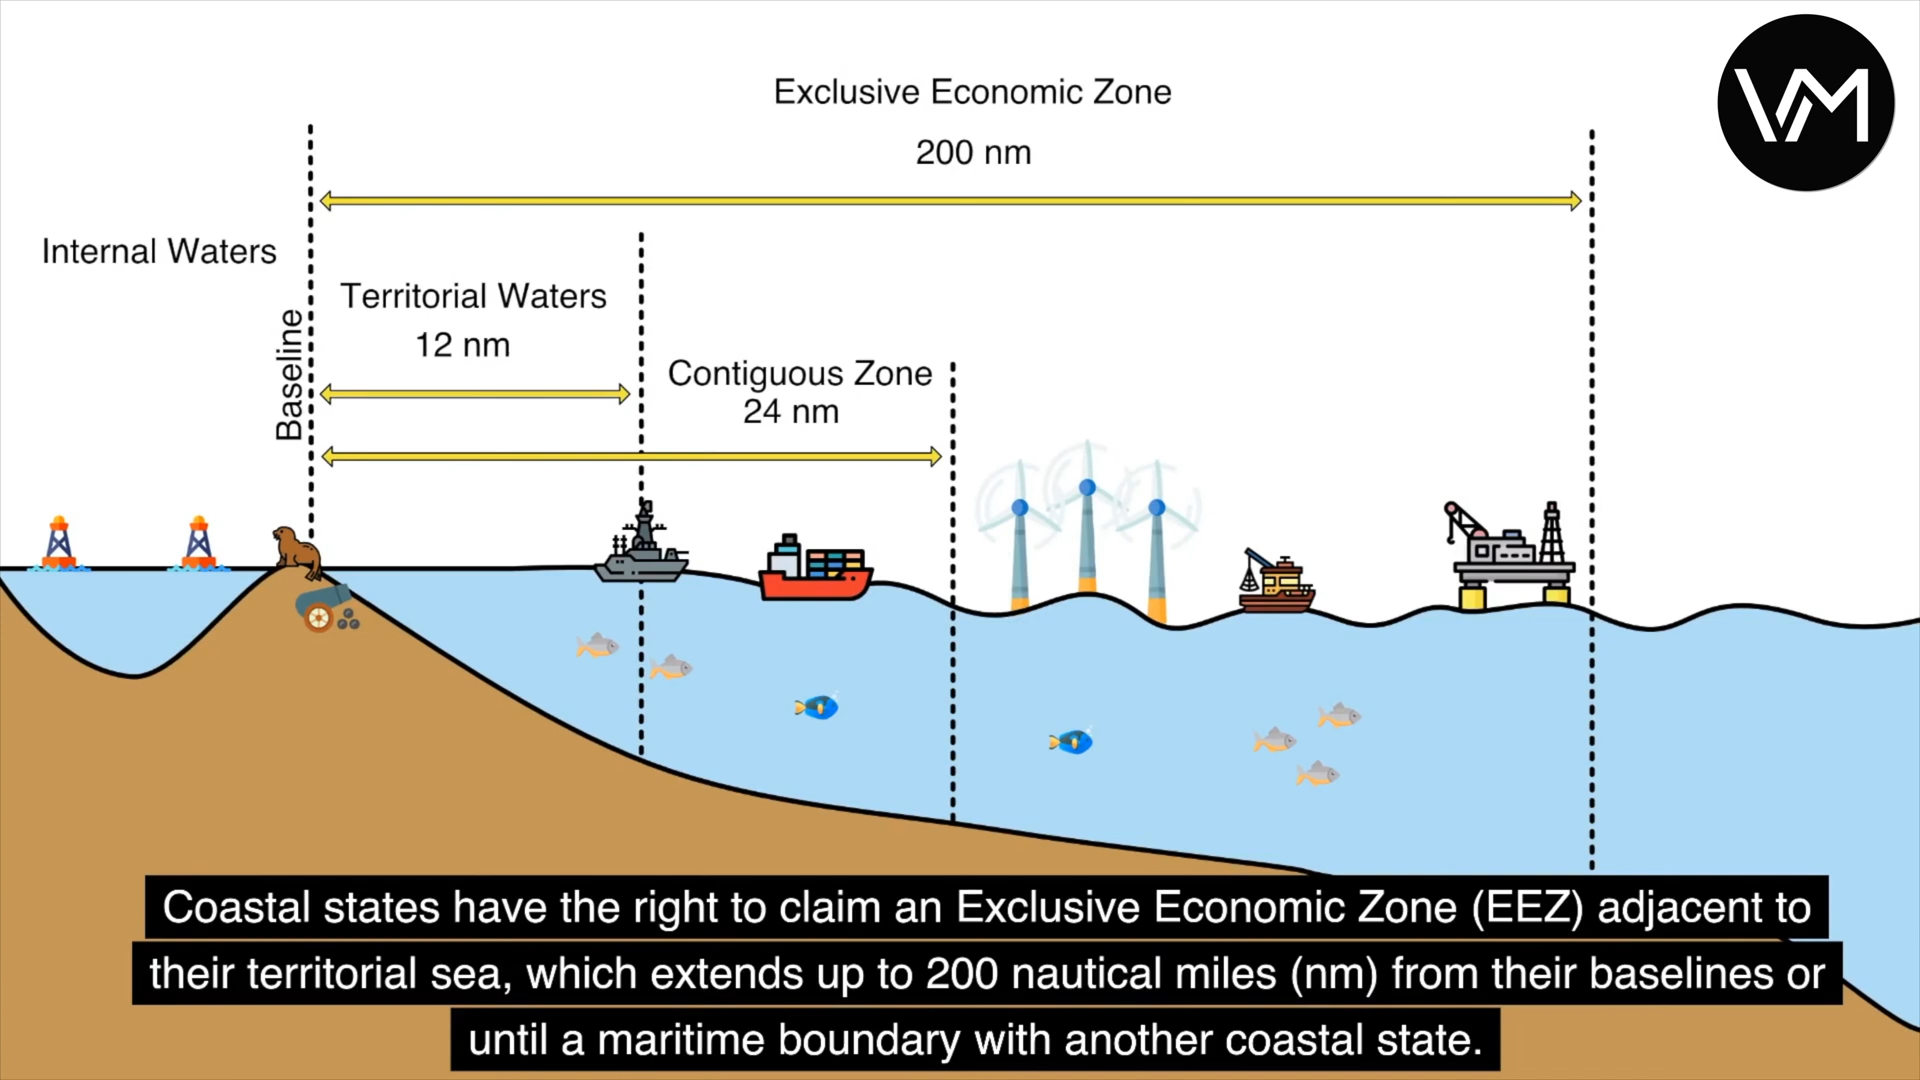 Exclusive Economic Zone
200 nm
VM
Internal Waters
Baseline
Territorial Waters
12 nm
Contiguous Zone
24 nm
Coastal states have the right to claim an Exclusive Economic Zone (EEZ) adjacent to
their territorial sea, which extends up to 200 nautical miles (nm) from their baselines or
until a maritime boundary with another coastal state.